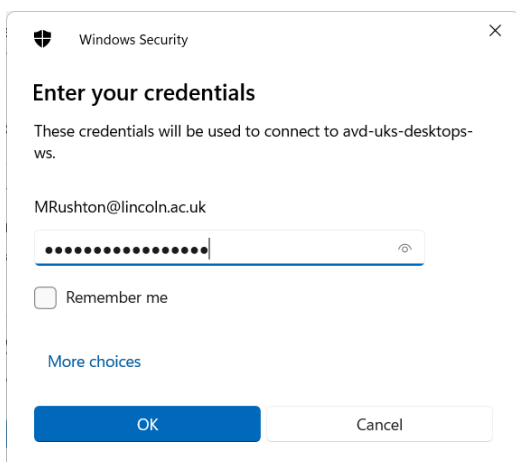 Windows Security
Enter your credentials
These credentials will be used to connect to avd-uks-desktops-
ws.
MRushton@lincoln.ac.uk
●●●●●●●●●●●●●●●●●
Remember me
More choices
OK
Cancel